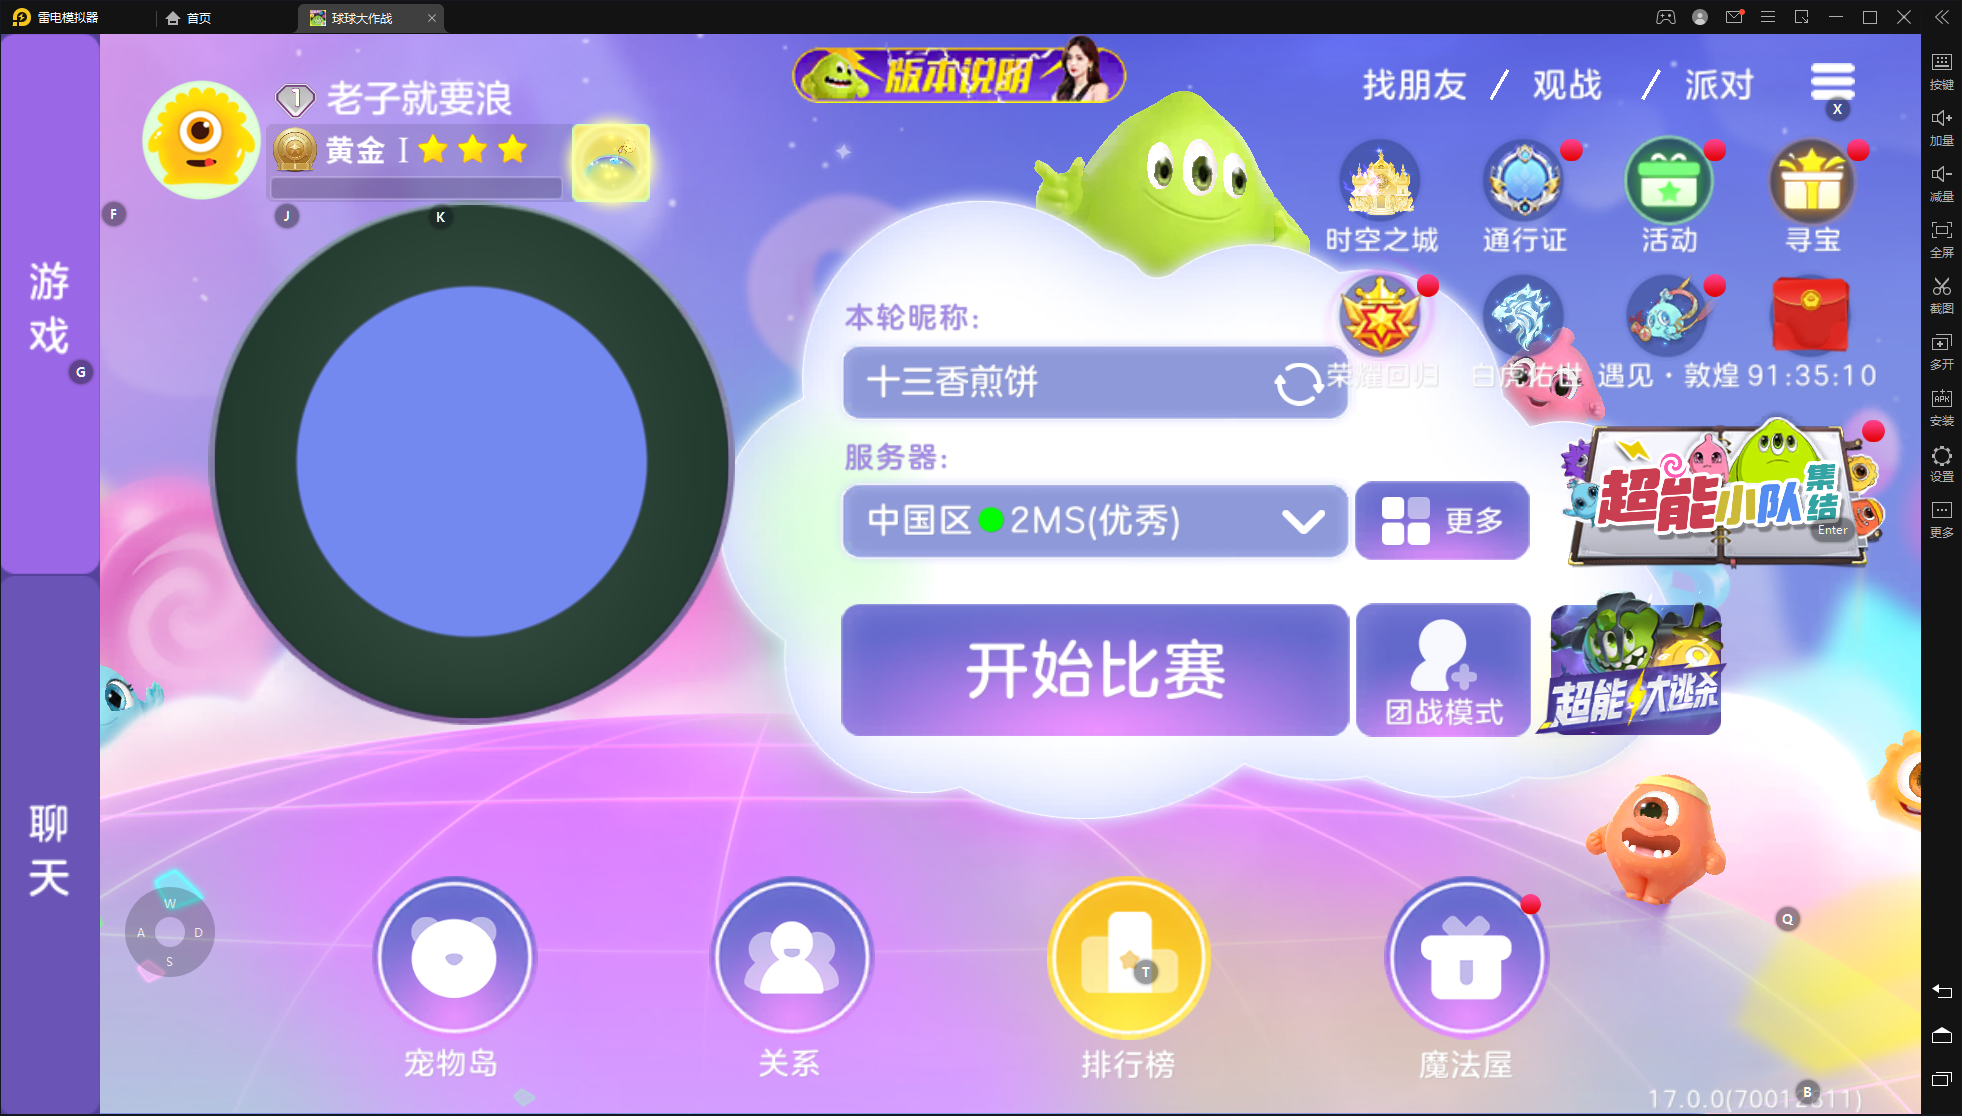 雷电模拟器
首页
球球大作战
按键
加量
减量
全屏
截图
多开
安装
设置
更多
游戏
聊天
1
老子就要浪
黄金 I
版本说明
找朋友 / 观战 / 派对
X
F
J
K
G
时空之城
通行证
活动
寻宝
荣耀回归
白虎佑世
遇见·敦煌
91:35:10
本轮昵称:
十三香煎饼
服务器:
中国区 2MS(优秀)
更多
超能小队集结
Enter
开始比赛
团战模式
超能大逃杀
W
A
D
S
Q
T
宠物岛
关系
排行榜
魔法屋
B